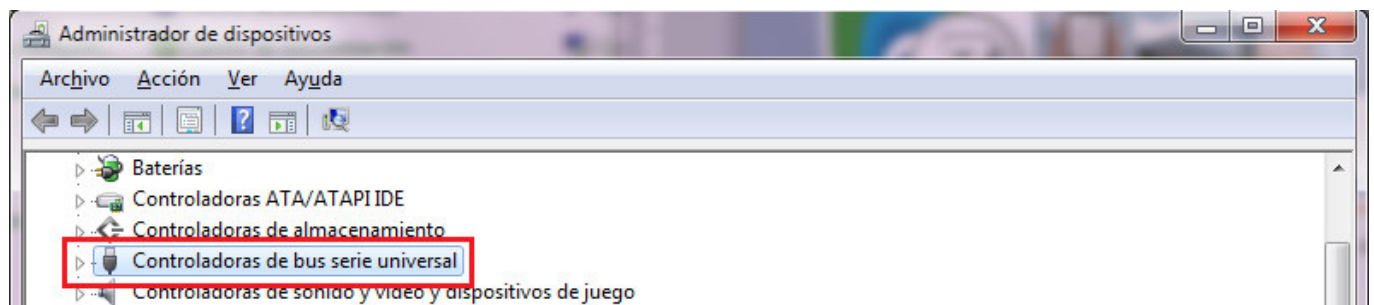 Administrador de dispositivos
Archivo Acción Ver Ayuda
Baterías
Controladoras ATA/ATAPI IDE
Controladoras de almacenamiento
Controladoras de bus serie universal
Controladoras de sonido y vídeo y dispositivos de juego